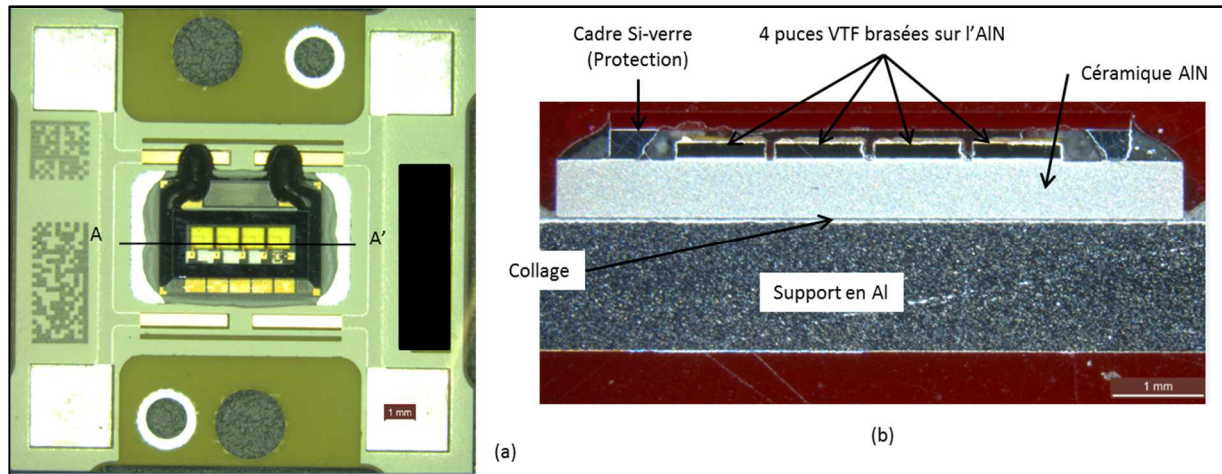 Cadre Si-verre
(Protection)
4 puces VTF brasées sur l'AlN
Céramique AlN
A
A'
1 mm
Collage
Support en Al
1 mm
(a)
(b)